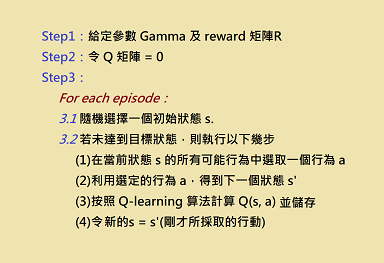 Step1：給定參數 Gamma 及 reward 矩陣R
Step2：令 Q 矩陣 = 0
Step3：
For each episode：
3.1 隨機選擇一個初始狀態 s.
3.2 若未達到目標狀態，則執行以下幾步
(1)在當前狀態 s 的所有可能行為中選取一個行為 a
(2)利用選定的行為 a，得到下一個狀態 s'
(3)按照 Q-learning 算法計算 Q(s, a) 並儲存
(4)令新的s = s'(剛才所採取的行動)